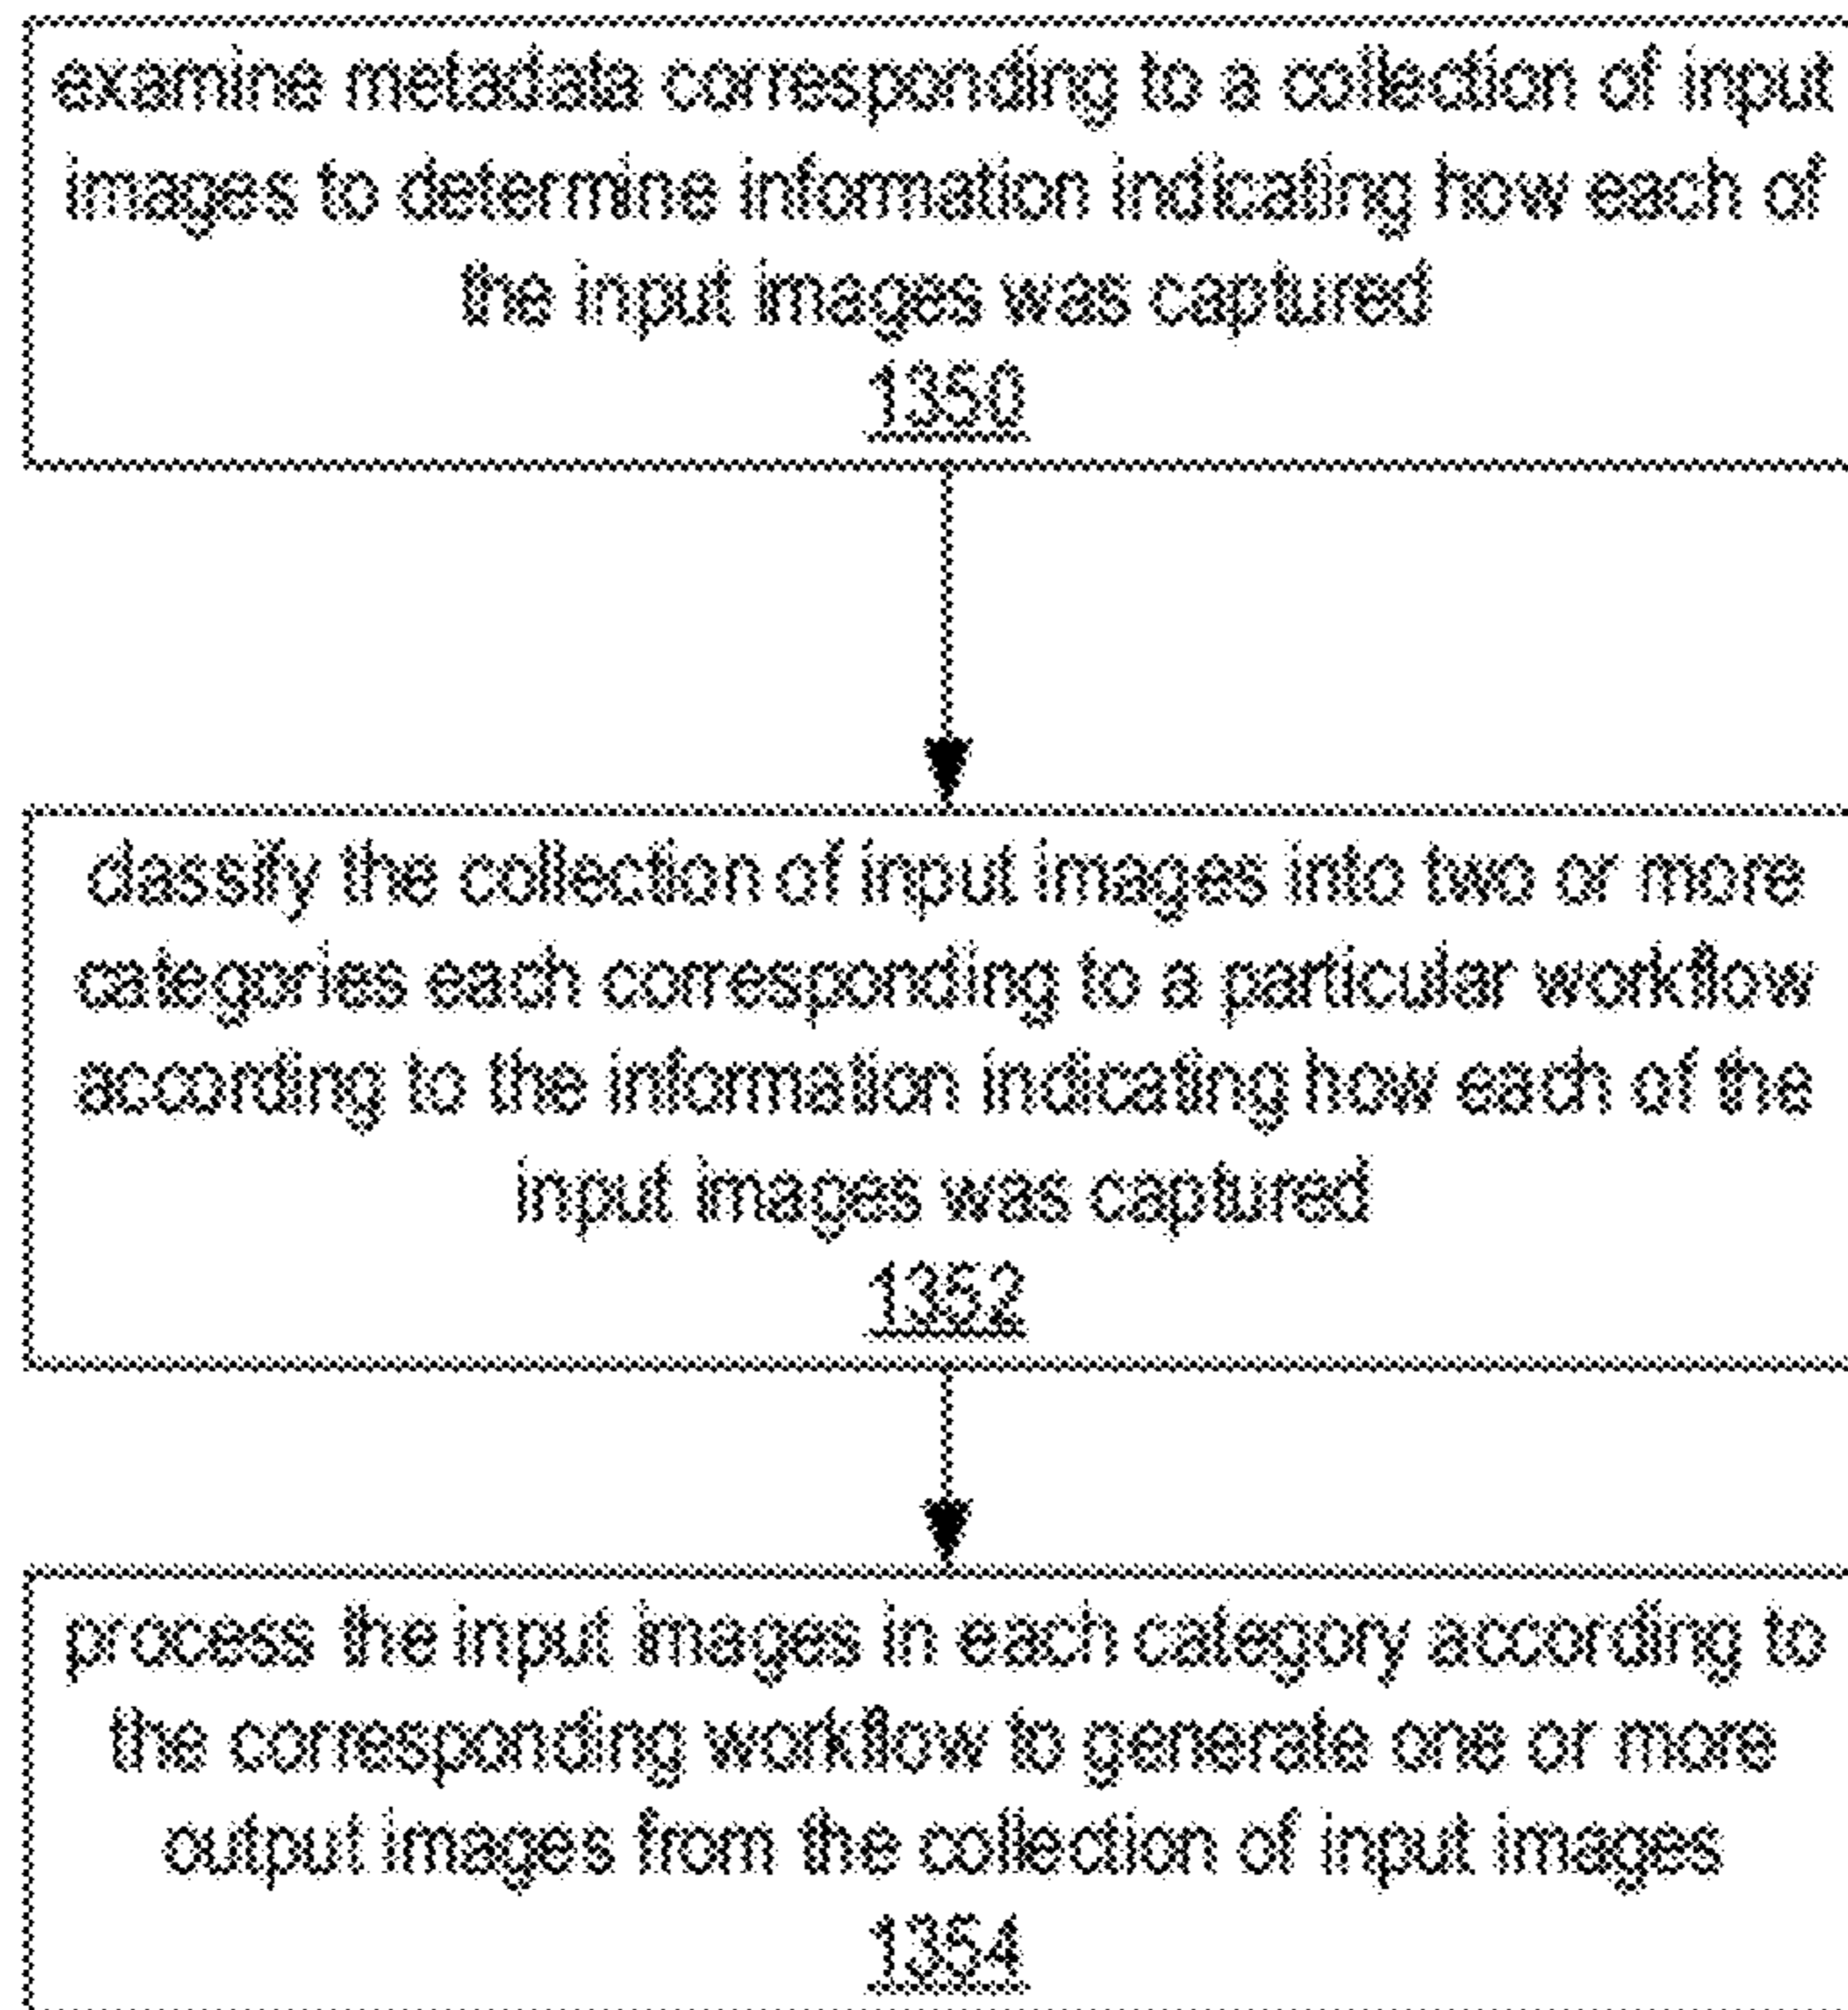 examine metadata corresponding to a collection of input
images to determine information indicating how each of
the input images was captured
1350
classify the collection of input images into two or more
categories each corresponding to a particular workflow
according to the information indicating how each of the
input images was captured
1352
process the input images in each category according to
the corresponding workflow to generate one or more
output images from the collection of input images
1354